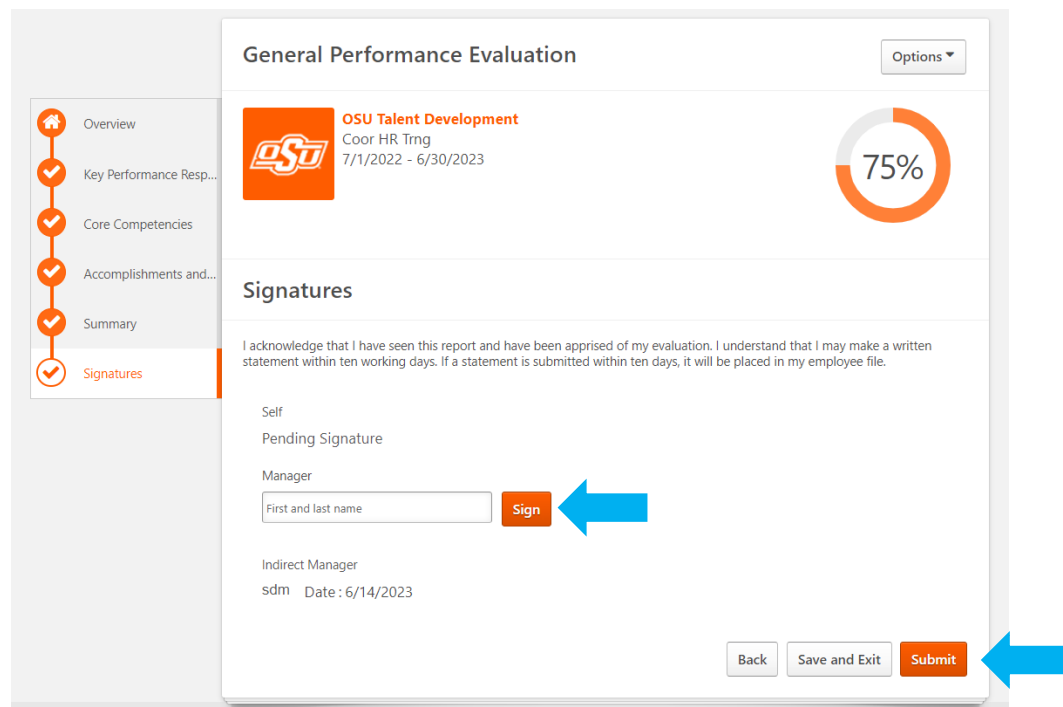 General Performance Evaluation
Options
Overview
Key Performance Resp...
Core Competencies
Accomplishments and...
Summary
Signatures
OSU
OSU Talent Development
Coor HR Trng
7/1/2022 - 6/30/2023
75%
Signatures
I acknowledge that I have seen this report and have been apprised of my evaluation. I understand that I may make a written
statement within ten working days. If a statement is submitted within ten days, it will be placed in my employee file.
Self
Pending Signature
Manager
First and last name
Sign
Indirect Manager
sdm Date : 6/14/2023
Back
Save and Exit
Submit